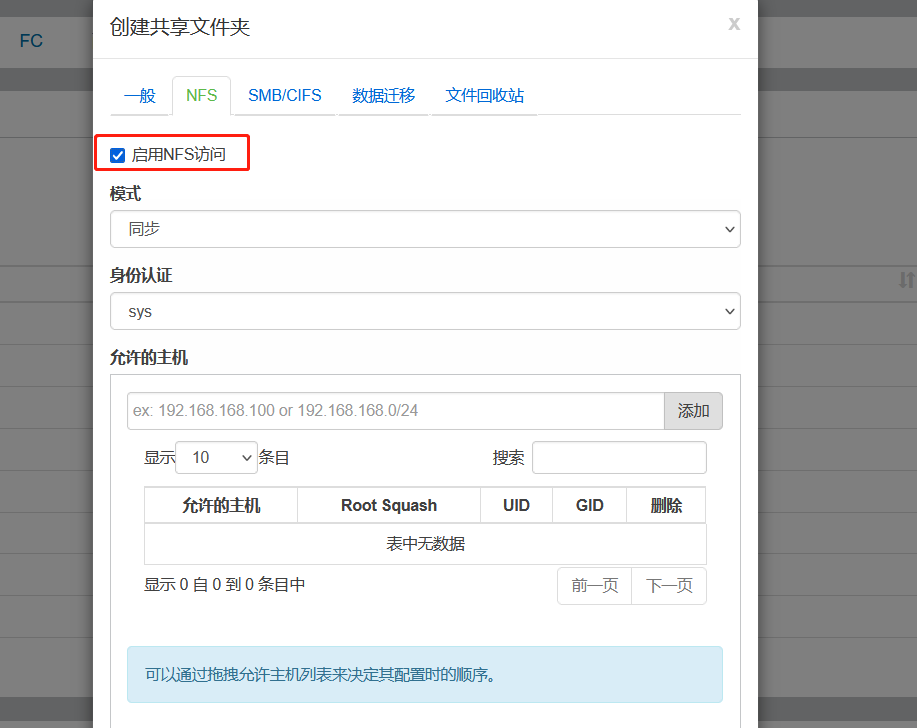 创建共享文件夹 x
FC
一般 NFS SMB/CIFS 数据迁移 文件回收站
启用NFS访问
模式
同步
身份认证
sys
允许的主机
ex: 192.168.168.100 or 192.168.168.0/24 添加
显示 10 条目 搜索
允许的主机 Root Squash UID GID 删除
表中无数据
显示 0 自 0 到 0 条目中 前一页 下一页
可以通过拖拽允许主机列表来决定其配置时的顺序。